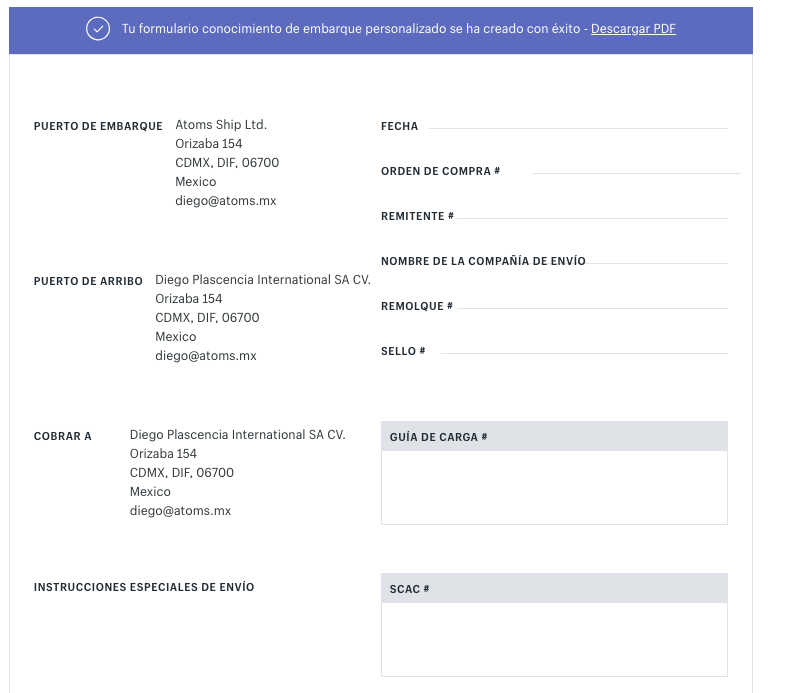 Tu formulario conocimiento de embarque personalizado se ha creado con éxito - Descargar PDF
PUERTO DE EMBARQUE
Atoms Ship Ltd.
Orizaba 154
CDMX, DIF, 06700
Mexico
diego@atoms.mx
PUERTO DE ARRIBO
Diego Plascencia International SA CV.
Orizaba 154
CDMX, DIF, 06700
Mexico
diego@atoms.mx
COBRAR A
Diego Plascencia International SA CV.
Orizaba 154
CDMX, DIF, 06700
Mexico
diego@atoms.mx
INSTRUCCIONES ESPECIALES DE ENVÍO
FECHA
ORDEN DE COMPRA #
REMITENTE #
NOMBRE DE LA COMPAÑÍA DE ENVÍO
REMOLQUE #
SELLO #
GUÍA DE CARGA #
SCAC #